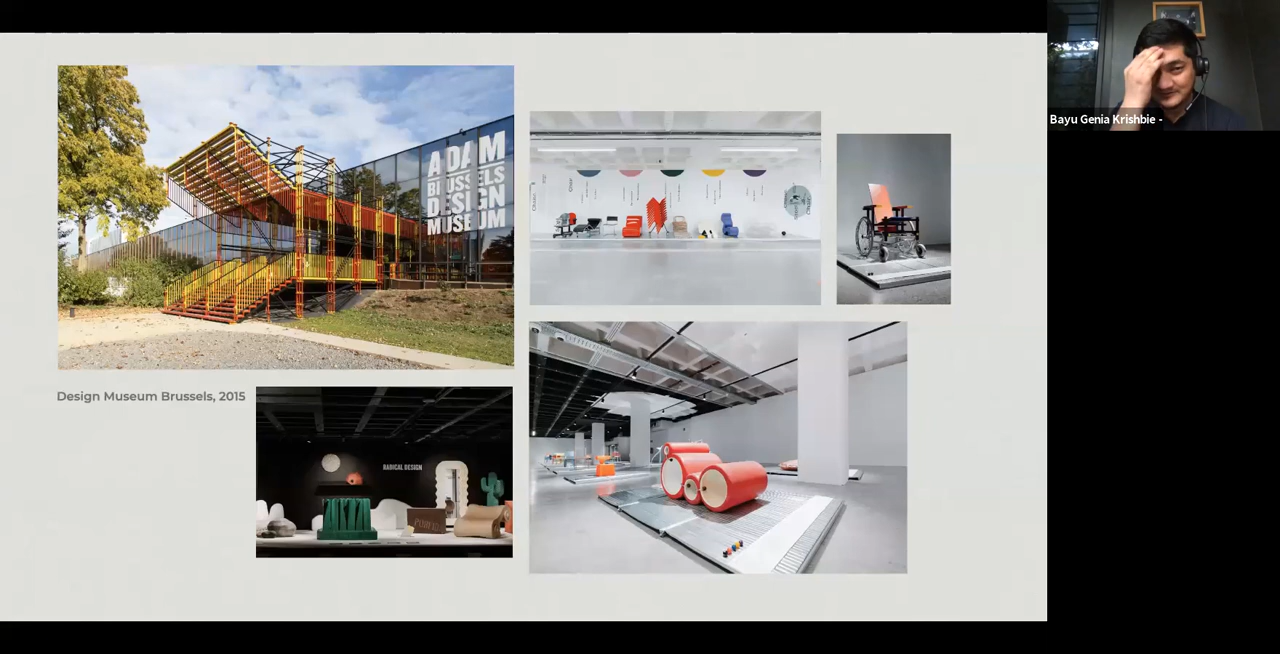 ADAM
BRUSSELS
DESIGN
MUSEUM
Design Museum Brussels, 2015
RADICAL DESIGN
Bayu Genia Krishbie -